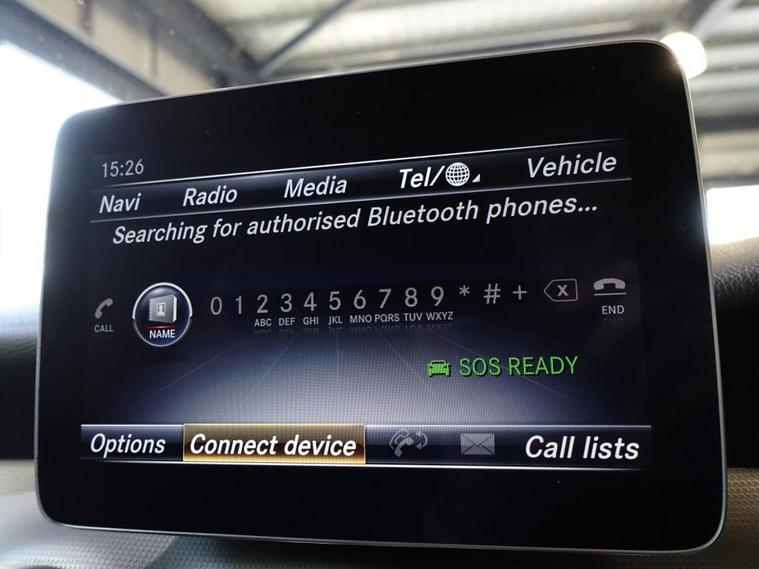 15:26
Navi Radio Media Tel/ Vehicle
Searching for authorised Bluetooth phones...
CALL NAME 0 1 2 3 4 5 6 7 8 9 * # + X END
ABC DEF GHI JKL MNO PQRS TUV WXYZ
SOS READY
Options Connect device Call lists